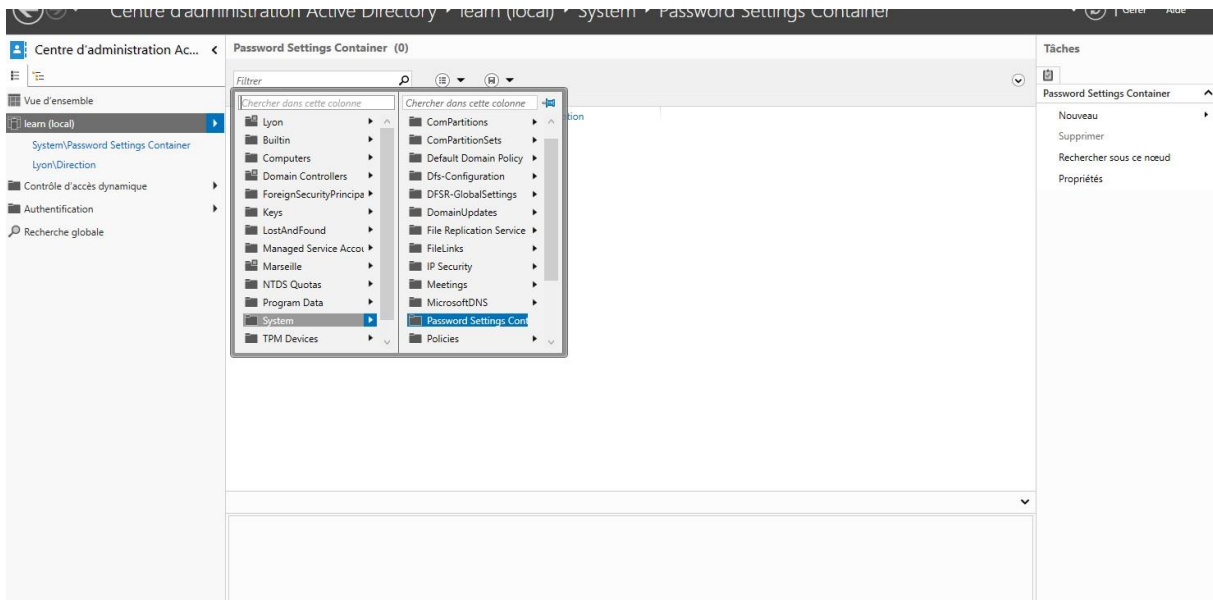 Centre d'administration Active Directory • learn (local) • System • Password Settings Container
Gérer Aide
Centre d'administration Ac...
Vue d'ensemble
learn (local)
System\Password Settings Container
Lyon\Direction
Contrôle d'accès dynamique
Authentification
Recherche globale
Password Settings Container (0)
Filtrer
Chercher dans cette colonne
Lyon
Builtin
Computers
Domain Controllers
ForeignSecurityPrincipa
Keys
LostAndFound
Managed Service Accou
Marseille
NTDS Quotas
Program Data
System
TPM Devices
Chercher dans cette colonne
ComPartitions
ComPartitionSets
Default Domain Policy
Dfs-Configuration
DFSR-GlobalSettings
DomainUpdates
File Replication Service
FileLinks
IP Security
Meetings
MicrosoftDNS
Password Settings Cont
Policies
ption
Tâches
Password Settings Container
Nouveau
Supprimer
Rechercher sous ce nœud
Propriétés